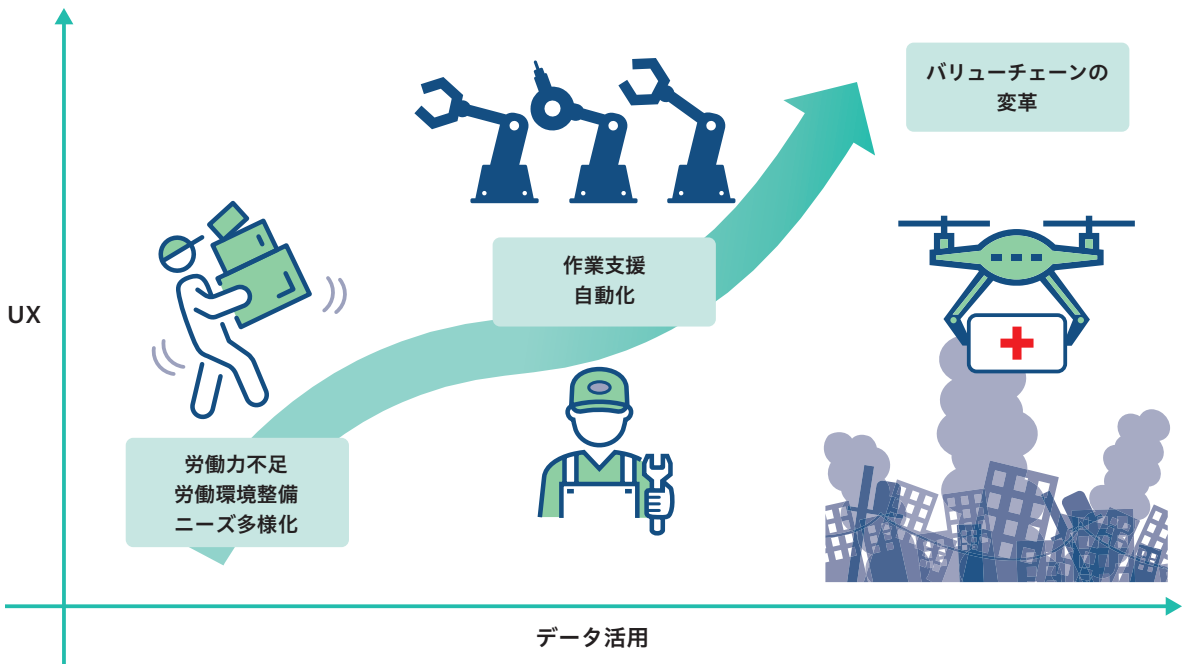 バリューチェーンの
変革
作業支援
自動化
UX
労働力不足
労働環境整備
ニーズ多様化
データ活用